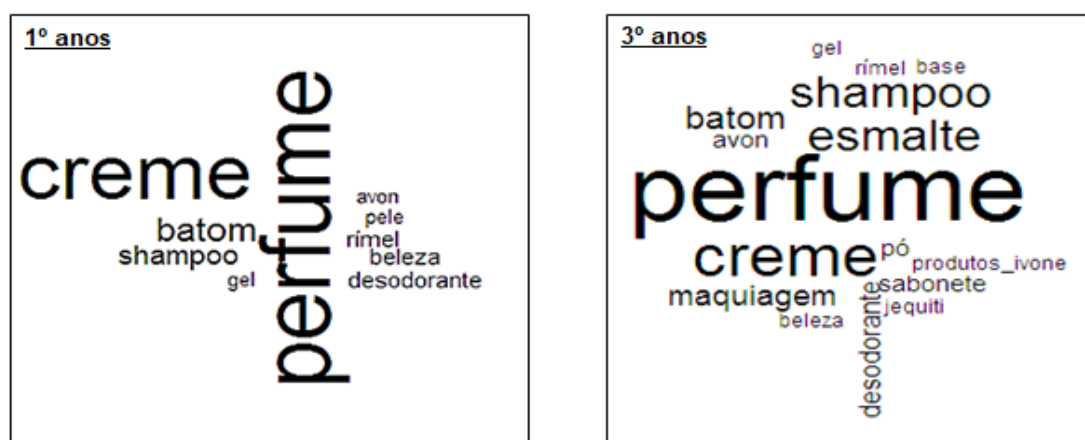 1º anos
creme
perfume
batom
shampoo
gel
avon
pele
rímel
beleza
desodorante
3º anos
gel
rímel base
shampoo
batom
avon
esmalte
perfume
creme
pó
produtos_ivone
maquiagem
sabonete
jequiti
beleza
desodorante